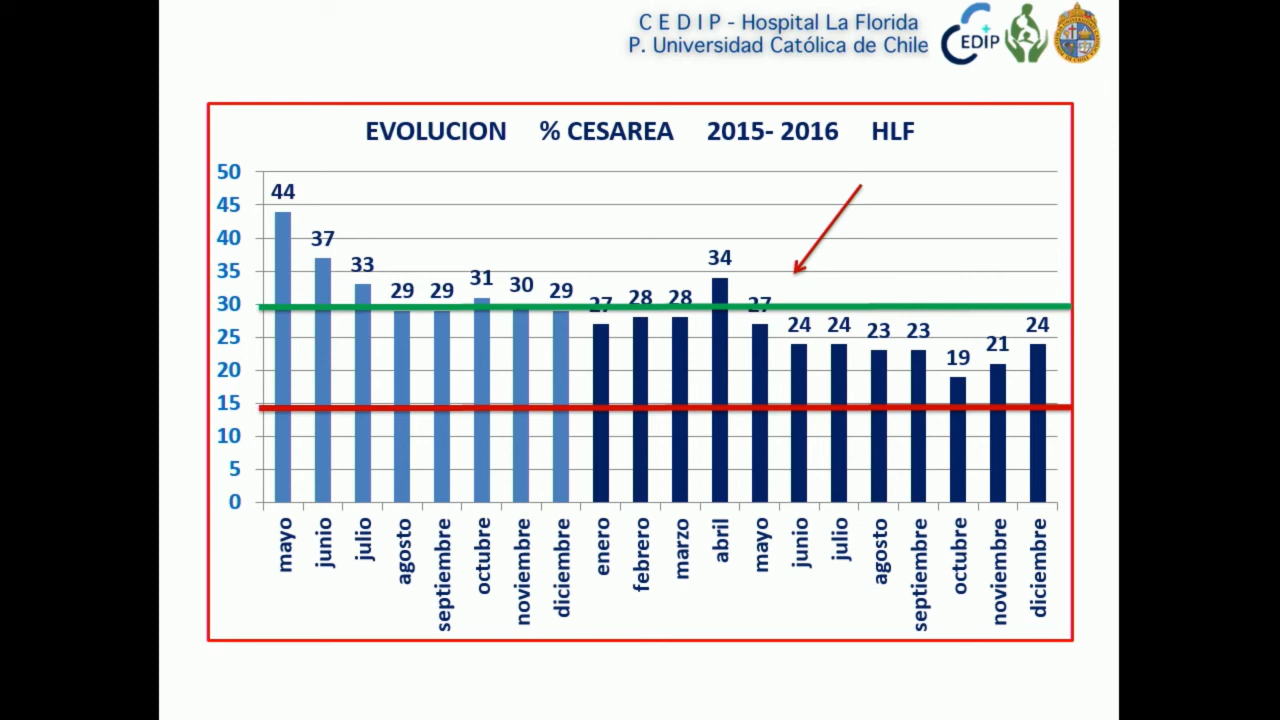 C E D I P - Hospital La Florida
P. Universidad Católica de Chile
CEDIP
EVOLUCION % CESAREA 2015- 2016 HLF
50
45
40
35
30
25
20
15
10
5
0
44
37
33
29
29
31
30
29
27
28
28
34
27
24
24
23
23
19
21
24
mayo
junio
julio
agosto
septiembre
octubre
noviembre
diciembre
enero
febrero
marzo
abril
mayo
junio
julio
agosto
septiembre
octubre
noviembre
diciembre